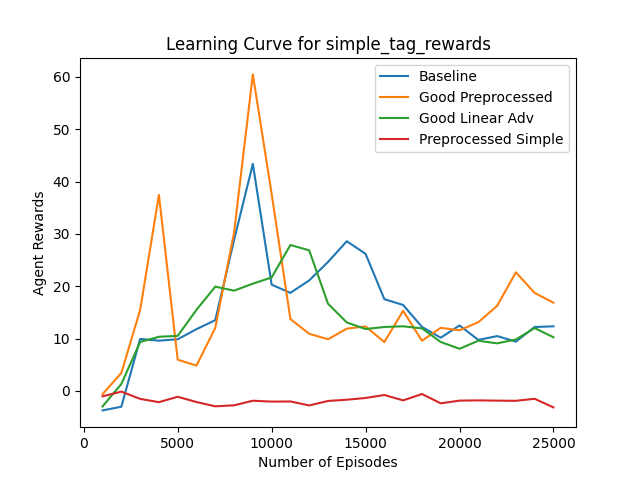 Learning Curve for simple_tag_rewards
Baseline
Good Preprocessed
Good Linear Adv
Preprocessed Simple
Agent Rewards
60
50
40
30
20
10
0
0 5000 10000 15000 20000 25000
Number of Episodes